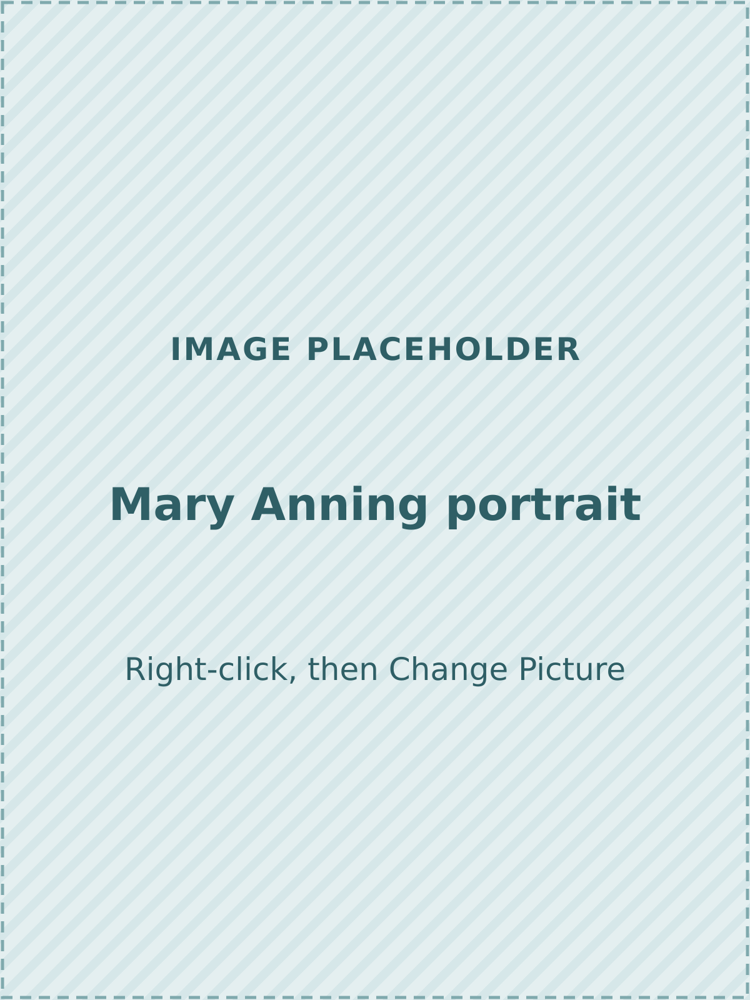 IMAGE PLACEHOLDER
Mary Anning portrait
Right-click, then Change Picture